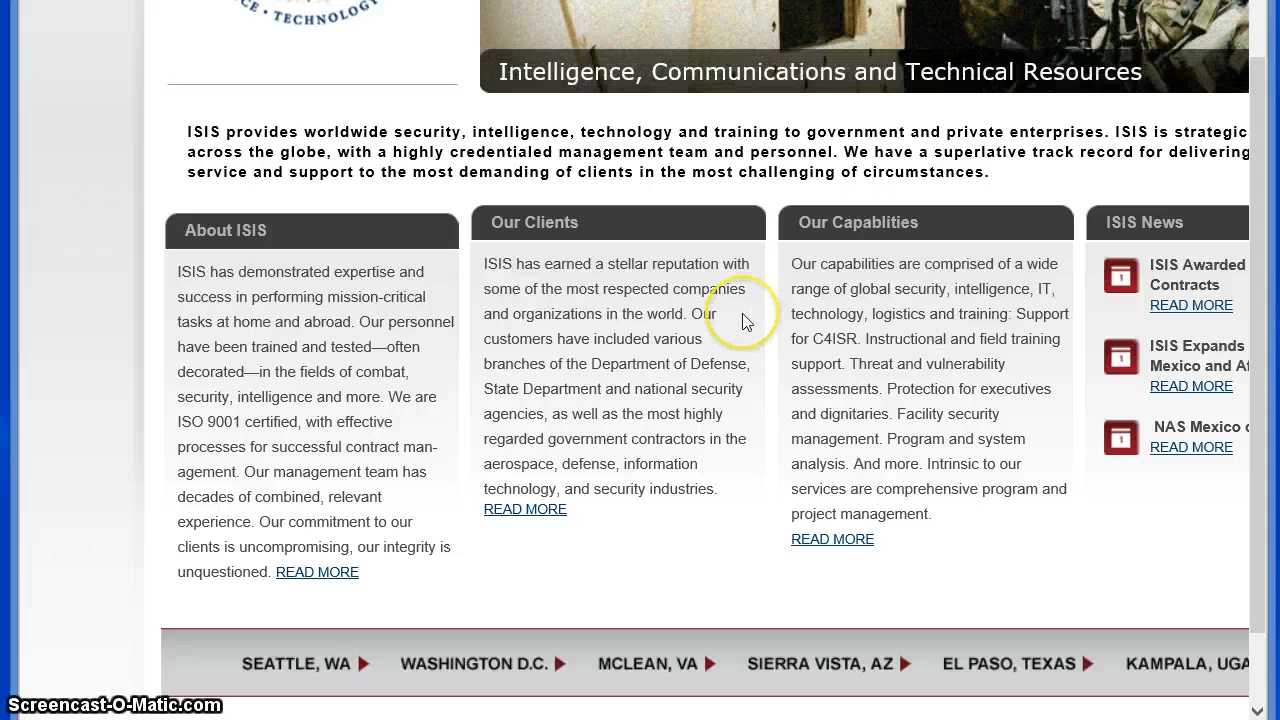 CE • TECHNOLOGY
Intelligence, Communications and Technical Resources
ISIS provides worldwide security, intelligence, technology and training to government and private enterprises. ISIS is strategic
across the globe, with a highly credentialed management team and personnel. We have a superlative track record for delivering
service and support to the most demanding of clients in the most challenging of circumstances.
About ISIS
ISIS has demonstrated expertise and
success in performing mission-critical
tasks at home and abroad. Our personnel
have been trained and tested—often
decorated—in the fields of combat,
security, intelligence and more. We are
ISO 9001 certified, with effective
processes for successful contract man-
agement. Our management team has
decades of combined, relevant
experience. Our commitment to our
clients is uncompromising, our integrity is
unquestioned. READ MORE
Our Clients
ISIS has earned a stellar reputation with
some of the most respected companies
and organizations in the world. Our
customers have included various
branches of the Department of Defense,
State Department and national security
agencies, as well as the most highly
regarded government contractors in the
aerospace, defense, information
technology, and security industries.
READ MORE
Our Capablities
Our capabilities are comprised of a wide
range of global security, intelligence, IT,
technology, logistics and training: Support
for C4ISR. Instructional and field training
support. Threat and vulnerability
assessments. Protection for executives
and dignitaries. Facility security
management. Program and system
analysis. And more. Intrinsic to our
services are comprehensive program and
project management.
READ MORE
ISIS News
1
ISIS Awarded
Contracts
READ MORE
1
ISIS Expands
Mexico and Af
READ MORE
1
NAS Mexico
READ MORE
SEATTLE, WA
WASHINGTON D.C.
MCLEAN, VA
SIERRA VISTA, AZ
EL PASO, TEXAS
KAMPALA, UGA
Screencast-O-Matic.com